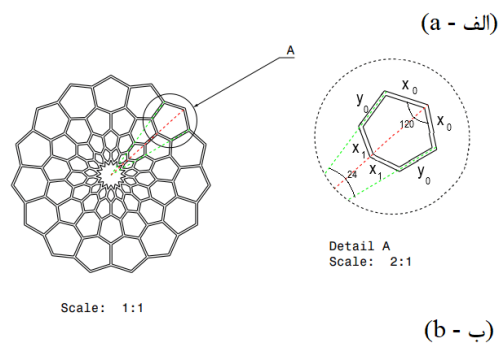 (الف - a)
A
x₀
y₀
x₀
120
x₁
x₁
y₀
24
Detail A
Scale: 2:1
Scale: 1:1
(ب - b)